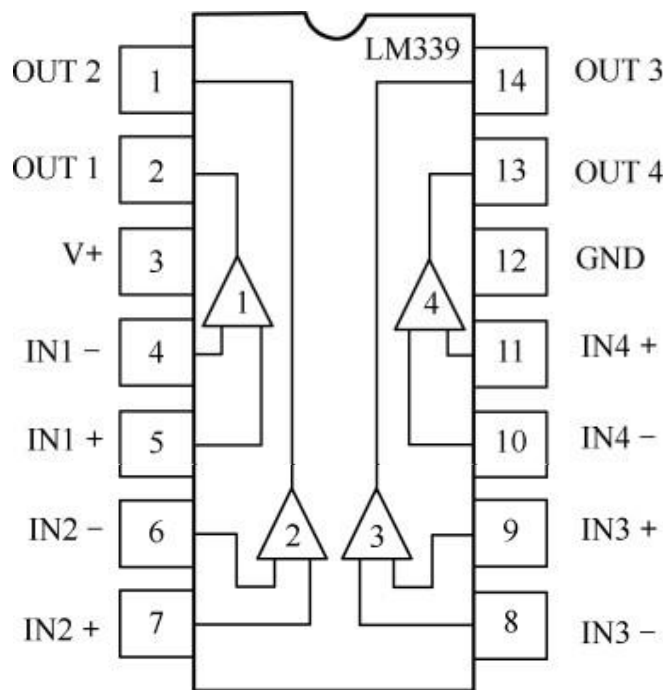 LM339
OUT 2 1 14 OUT 3
OUT 1 2 13 OUT 4
V+ 3 12 GND
1 4
IN1 − 4 11 IN4 +
IN1 + 5 10 IN4 −
IN2 − 6 2 3 9 IN3 +
IN2 + 7 8 IN3 −